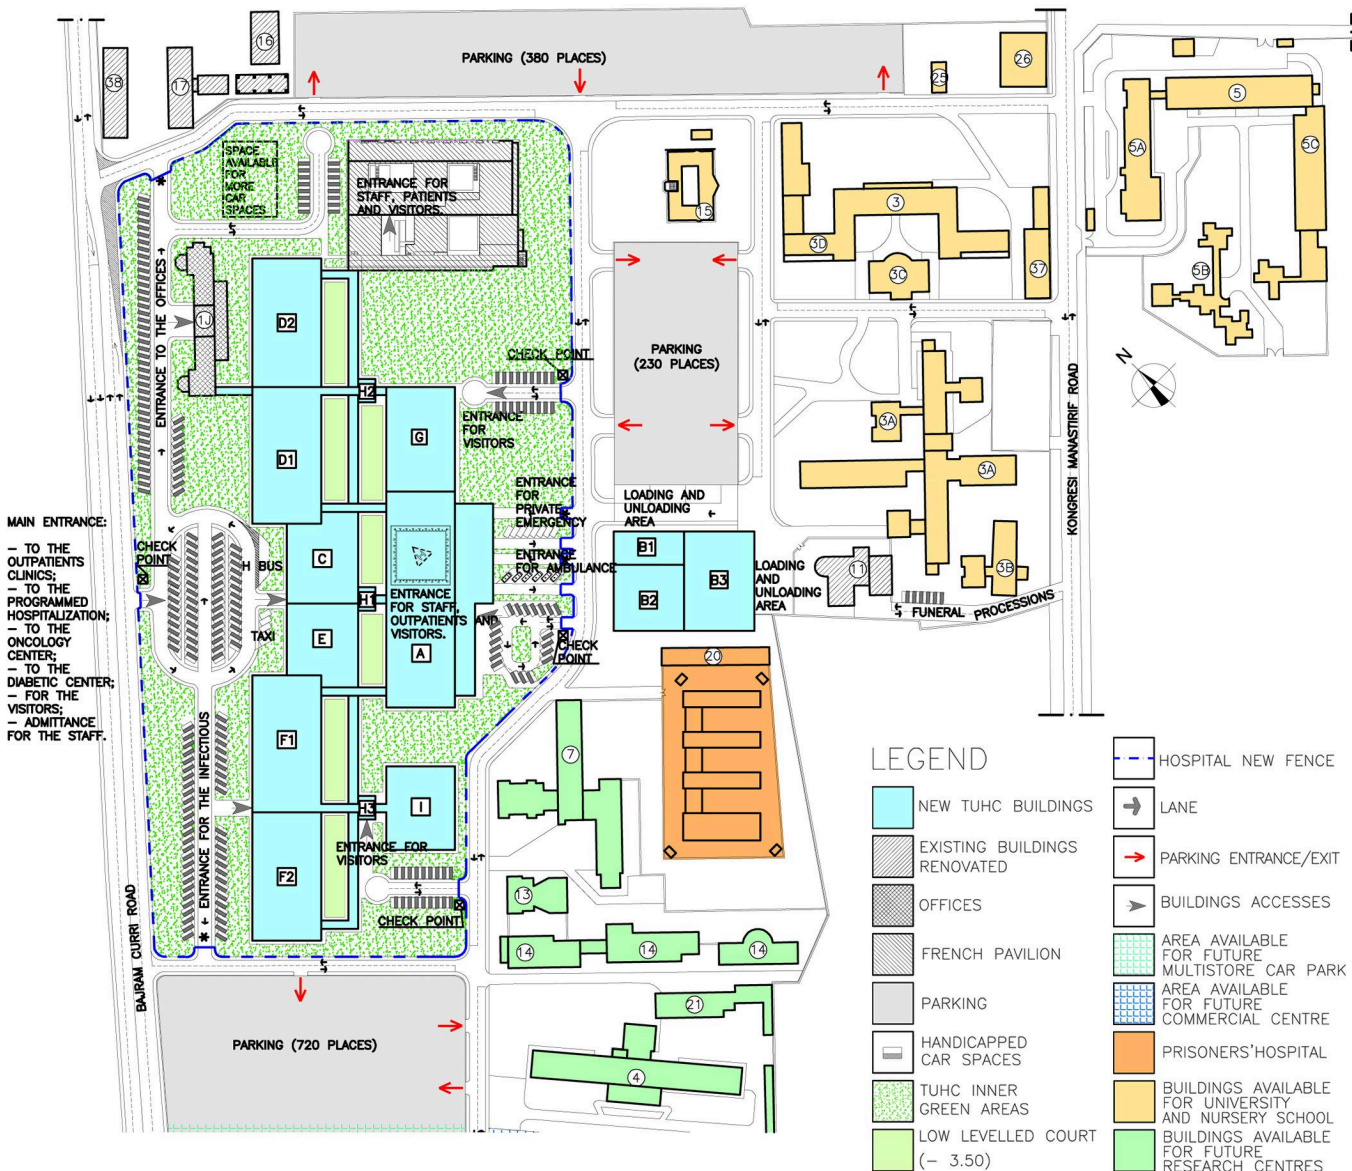 16
38
17
PARKING (380 PLACES)
25
26
5
5A
5C
5B
SPACE
AVAILABLE
FOR
MORE
CAR
SPACES
ENTRANCE FOR
STAFF, PATIENTS
AND VISITORS.
15
3
3D
3C
37
ENTRANCE TO THE OFFICES
1J
D2
H2
CHECK POINT
PARKING
(230 PLACES)
N
KONGRESI MANASTIRIF ROAD
ENTRANCE
FOR
VISITORS
G
D1
3A
3A
ENTRANCE
FOR
PRIVATE
EMERGENCY
LOADING AND
UNLOADING
AREA
MAIN ENTRANCE:
– TO THE
OUTPATIENTS
CLINICS;
– TO THE
PROGRAMMED
HOSPITALIZATION;
– TO THE
ONCOLOGY
CENTER;
– TO THE
DIABETIC CENTER;
– FOR THE
VISITORS;
– ADMITTANCE
FOR THE STAFF.
CHECK
POINT
H BUS
TAXI
C
H1
E
ENTRANCE
FOR AMBULANCE
ENTRANCE
FOR STAFF,
OUTPATIENTS AND
VISITORS.
A
B1
B2
B3
LOADING
AND
UNLOADING
AREA
11
3B
FUNERAL PROCESSIONS
CHECK
POINT
20
F1
7
ENTRANCE FOR THE INFECTIOUS
H3
I
ENTRANCE FOR
VISITORS
F2
CHECK POINT
13
14
14
14
BAJRAM CURRI ROAD
21
PARKING (720 PLACES)
4
LEGEND
NEW TUHC BUILDINGS
EXISTING BUILDINGS
RENOVATED
OFFICES
FRENCH PAVILION
PARKING
HANDICAPPED
CAR SPACES
TUHC INNER
GREEN AREAS
LOW LEVELLED COURT
(– 3.50)
HOSPITAL NEW FENCE
LANE
PARKING ENTRANCE/EXIT
BUILDINGS ACCESSES
AREA AVAILABLE
FOR FUTURE
MULTISTORE CAR PARK
AREA AVAILABLE
FOR FUTURE
COMMERCIAL CENTRE
PRISONERS'HOSPITAL
BUILDINGS AVAILABLE
FOR UNIVERSITY
AND NURSERY SCHOOL
BUILDINGS AVAILABLE
FOR FUTURE
RESEARCH CENTRES